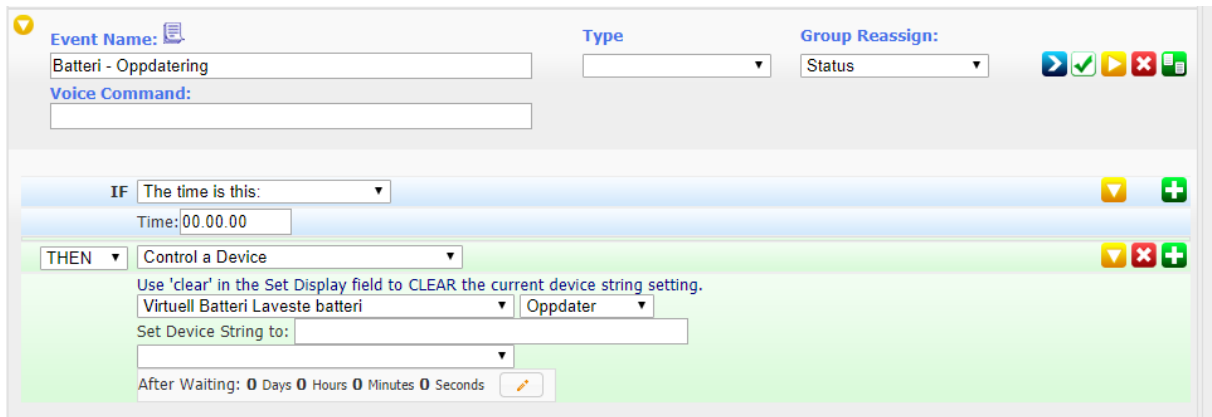 Event Name: Type Group Reassign:
Batteri - Oppdatering Status
Voice Command:
IF The time is this:
Time: 00.00.00
THEN Control a Device
Use 'clear' in the Set Display field to CLEAR the current device string setting.
Virtuell Batteri Laveste batteri Oppdater
Set Device String to:
After Waiting: 0 Days 0 Hours 0 Minutes 0 Seconds